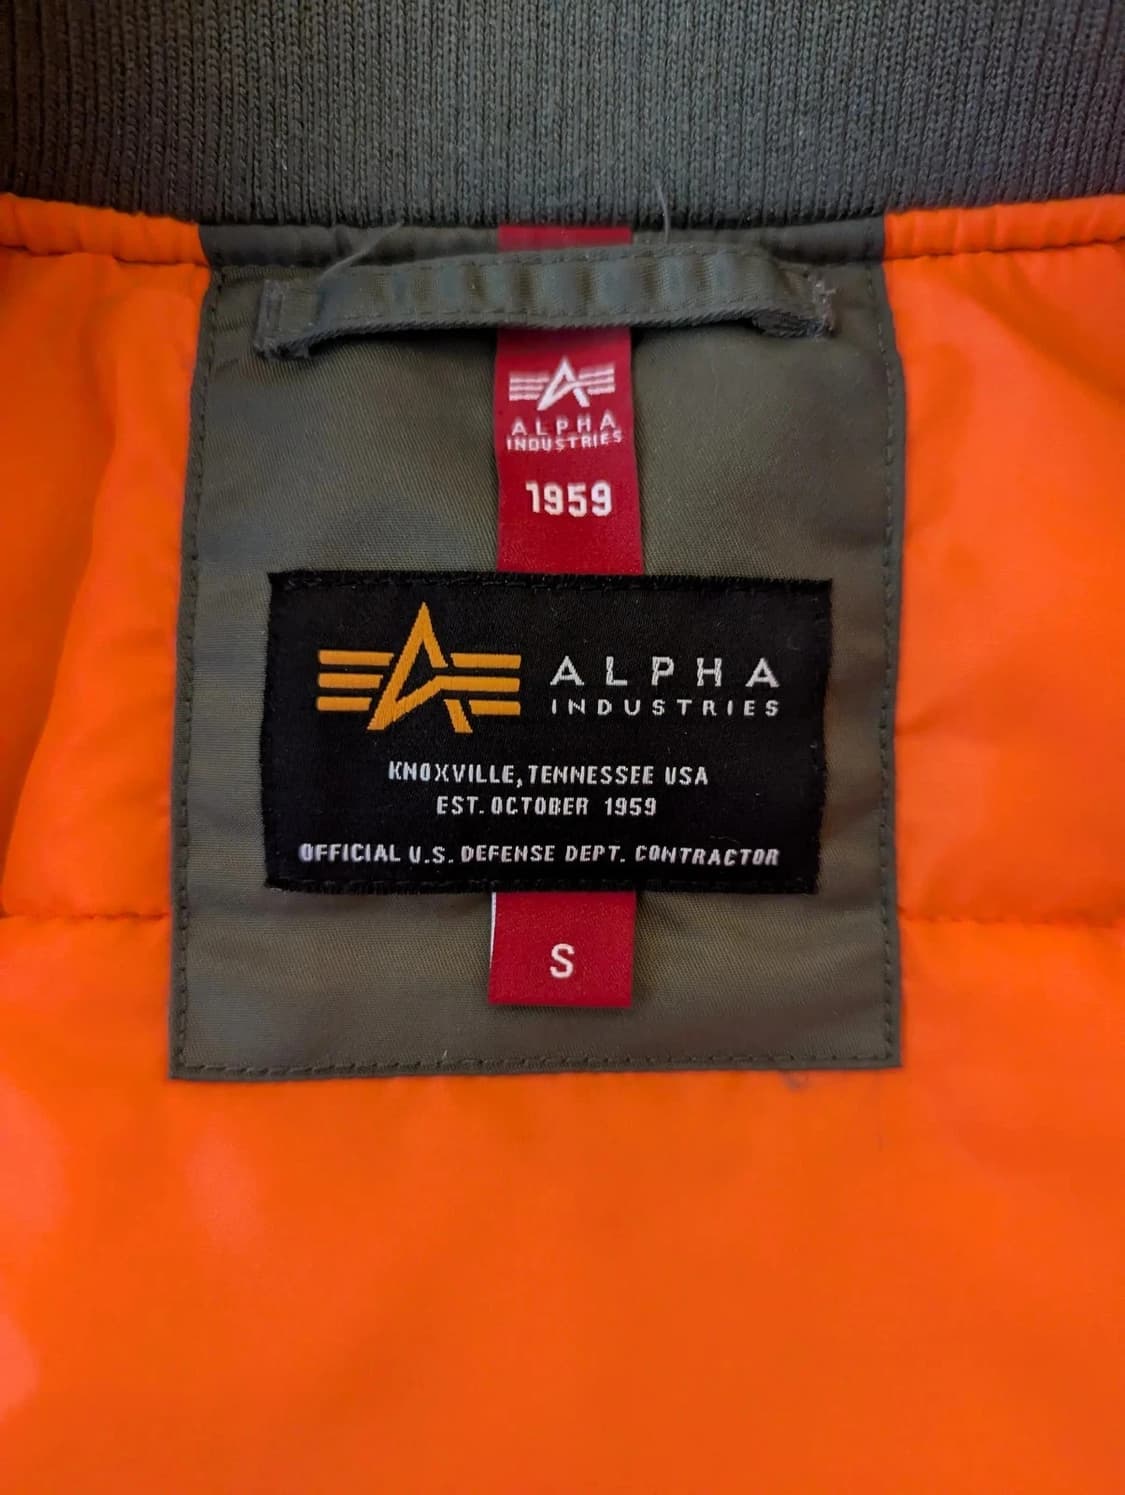 ALPHA
INDUSTRIES
1959
ALPHA
INDUSTRIES
KNOXVILLE, TENNESSEE USA
EST. OCTOBER 1959
OFFICIAL U.S. DEFENSE DEPT. CONTRACTOR
S